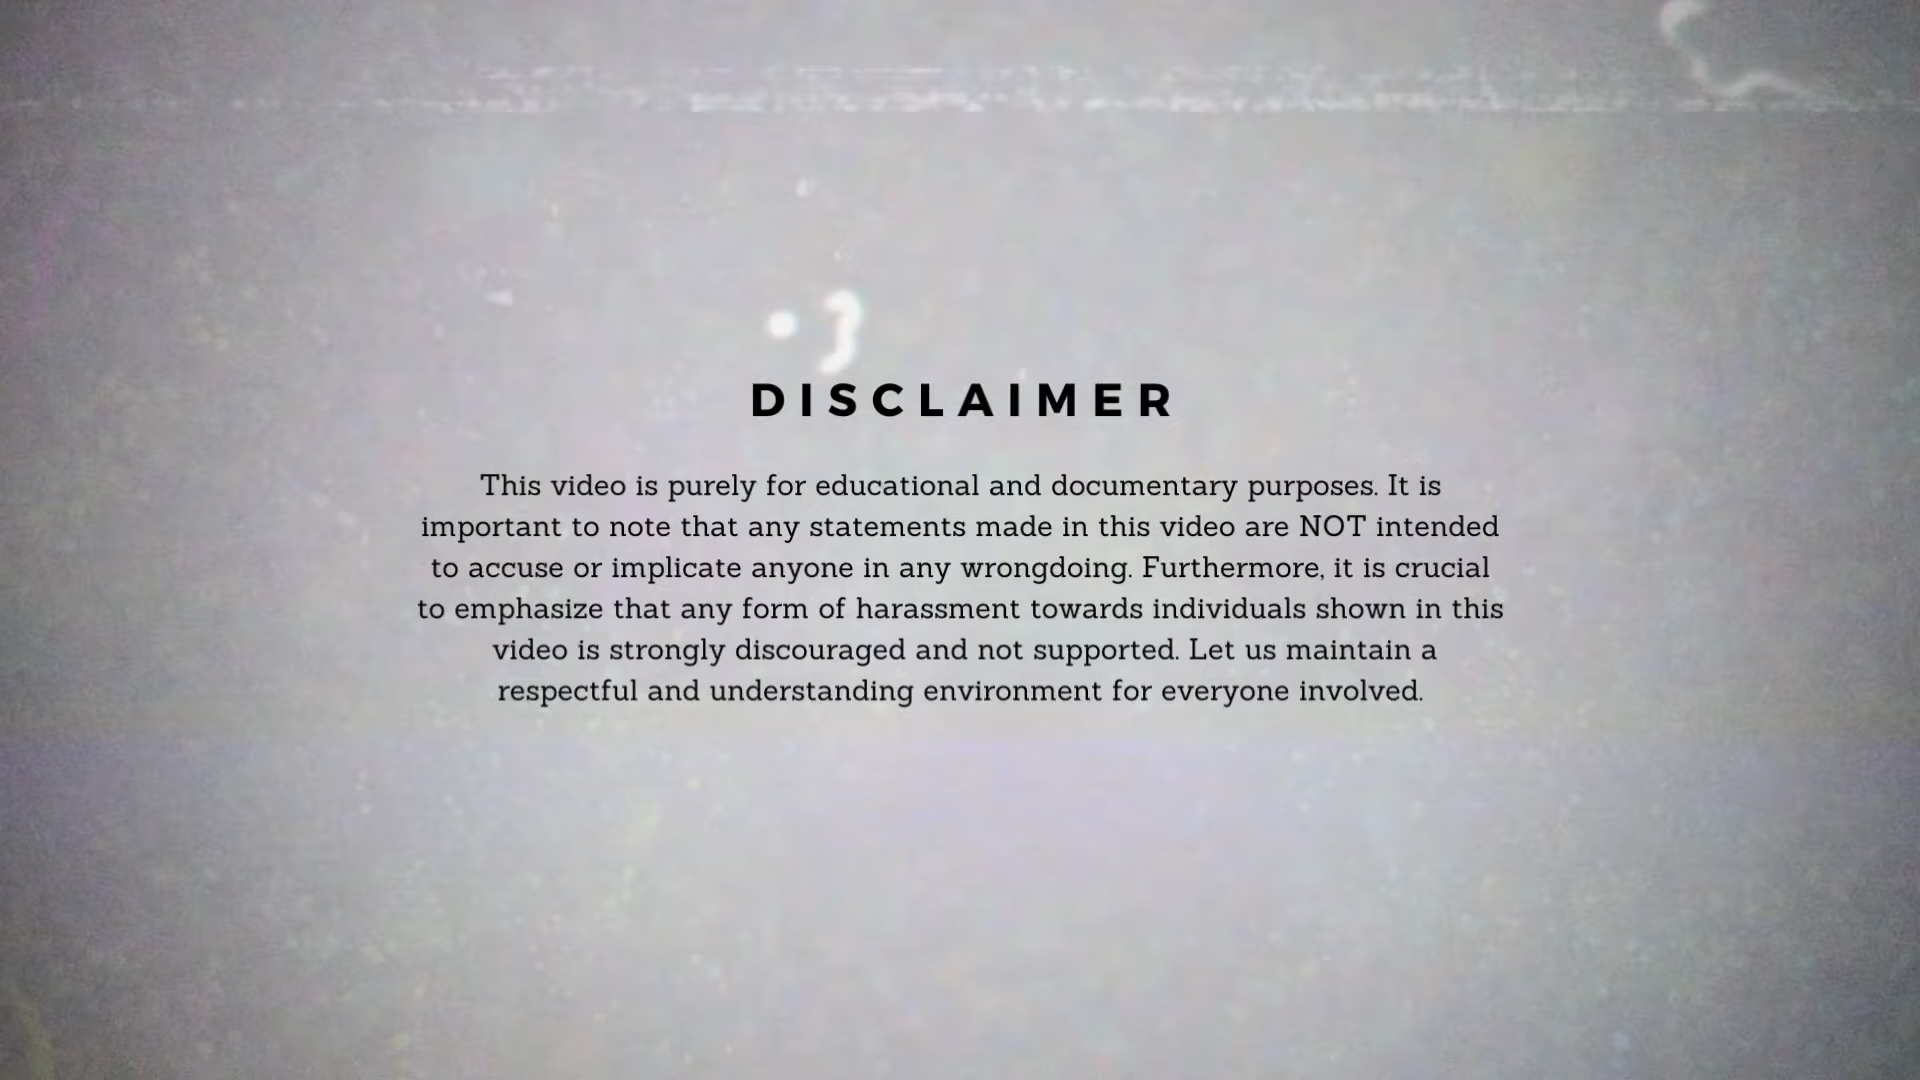 DISCLAIMER
This video is purely for educational and documentary purposes. It is
important to note that any statements made in this video are NOT intended
to accuse or implicate anyone in any wrongdoing. Furthermore, it is crucial
to emphasize that any form of harassment towards individuals shown in this
video is strongly discouraged and not supported. Let us maintain a
respectful and understanding environment for everyone involved.